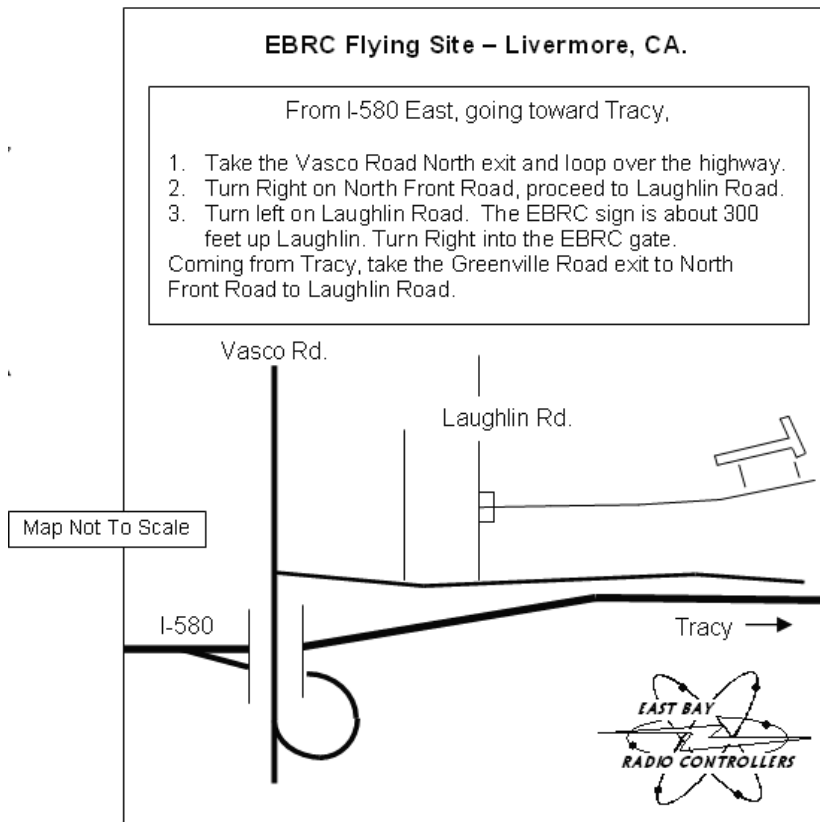 EBRC Flying Site – Livermore, CA.
From I-580 East, going toward Tracy,
1. Take the Vasco Road North exit and loop over the highway.
2. Turn Right on North Front Road, proceed to Laughlin Road.
3. Turn left on Laughlin Road. The EBRC sign is about 300
feet up Laughlin. Turn Right into the EBRC gate.
Coming from Tracy, take the Greenville Road exit to North
Front Road to Laughlin Road.
Vasco Rd.
Laughlin Rd.
Map Not To Scale
I-580
Tracy
EAST BAY
RADIO CONTROLLERS